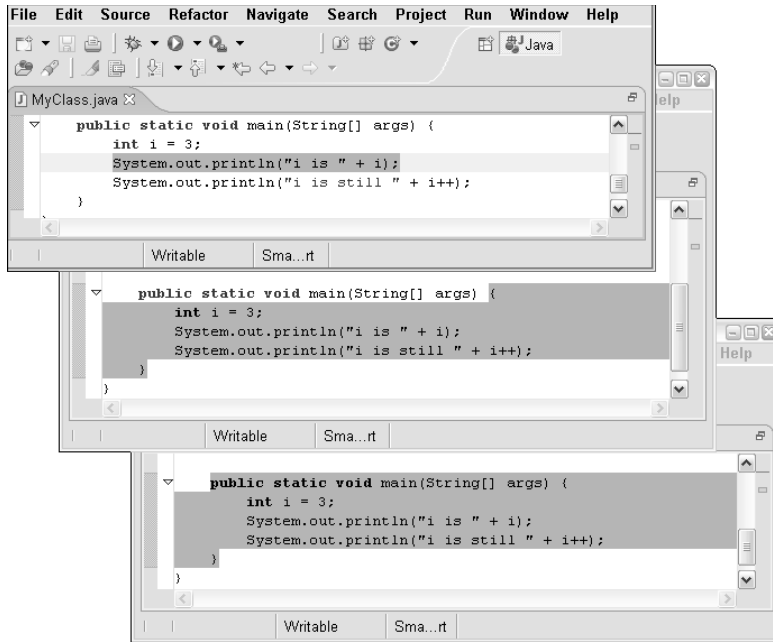 File Edit Source Refactor Navigate Search Project Run Window Help
Java
MyClass.java
public static void main(String[] args) {
int i = 3;
System.out.println("i is " + i);
System.out.println("i is still " + i++);
}
Writable Sma...rt
elp
public static void main(String[] args) {
int i = 3;
System.out.println("i is " + i);
System.out.println("i is still " + i++);
}
}
Writable Sma...rt
Help
public static void main(String[] args) {
int i = 3;
System.out.println("i is " + i);
System.out.println("i is still " + i++);
}
}
Writable Sma...rt